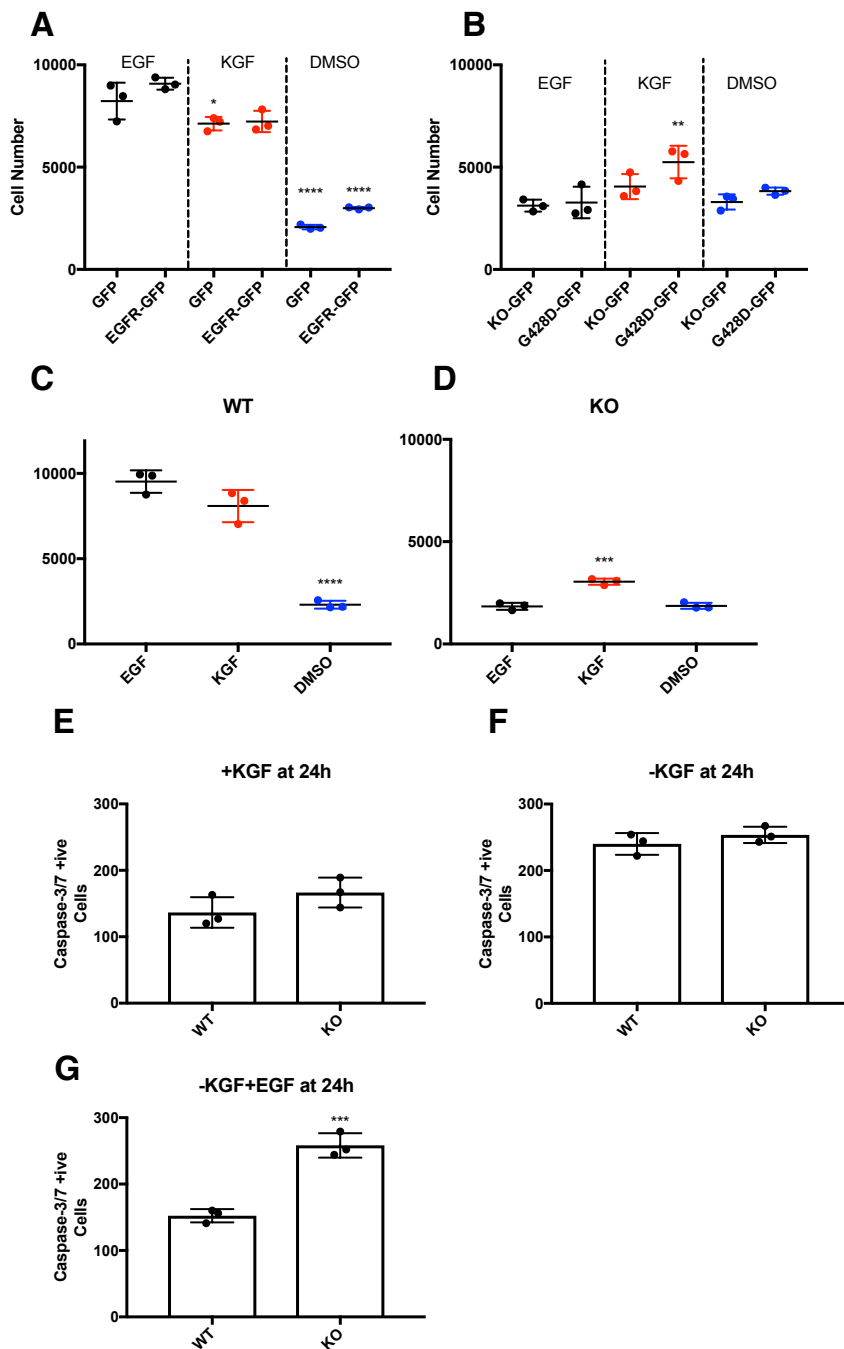 A
EGF KGF DMSO
Cell Number
10000
5000
0
*
**** ****
GFP EGFR-GFP GFP EGFR-GFP GFP EGFR-GFP
B
EGF KGF DMSO
Cell Number
10000
5000
0
**
KO-GFP G428D-GFP KO-GFP G428D-GFP KO-GFP G428D-GFP
C
WT
10000
5000
0
****
EGF KGF DMSO
D
KO
10000
5000
0
***
EGF KGF DMSO
E
+KGF at 24h
Caspase-3/7 +ive
Cells
300
200
100
0
WT KO
F
-KGF at 24h
Caspase-3/7 +ive
Cells
300
200
100
0
WT KO
G
-KGF+EGF at 24h
Caspase-3/7 +ive
Cells
300
200
100
0
***
WT KO